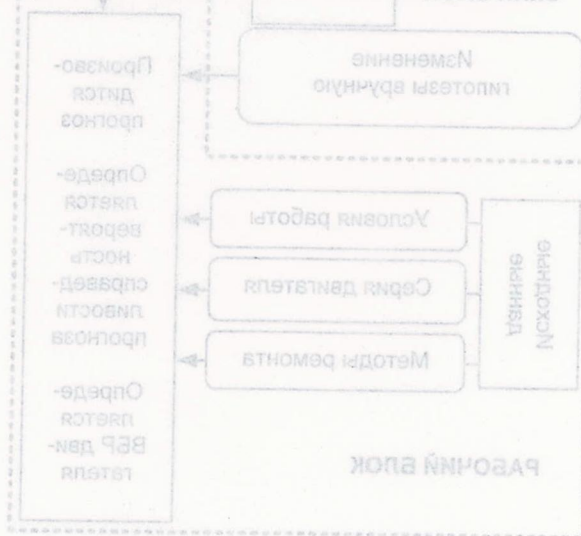 Изменение
гипотезы вручную
Произво-
дится
прогноз
Опреде-
ляется
вероят-
ность
справед-
ливости
прогноза
Опреде-
ляется
ВБР дви-
гателя
Условия работы
Серия двигателя
Методы ремонта
Исходные
данные
РАБОЧИЙ БЛОК